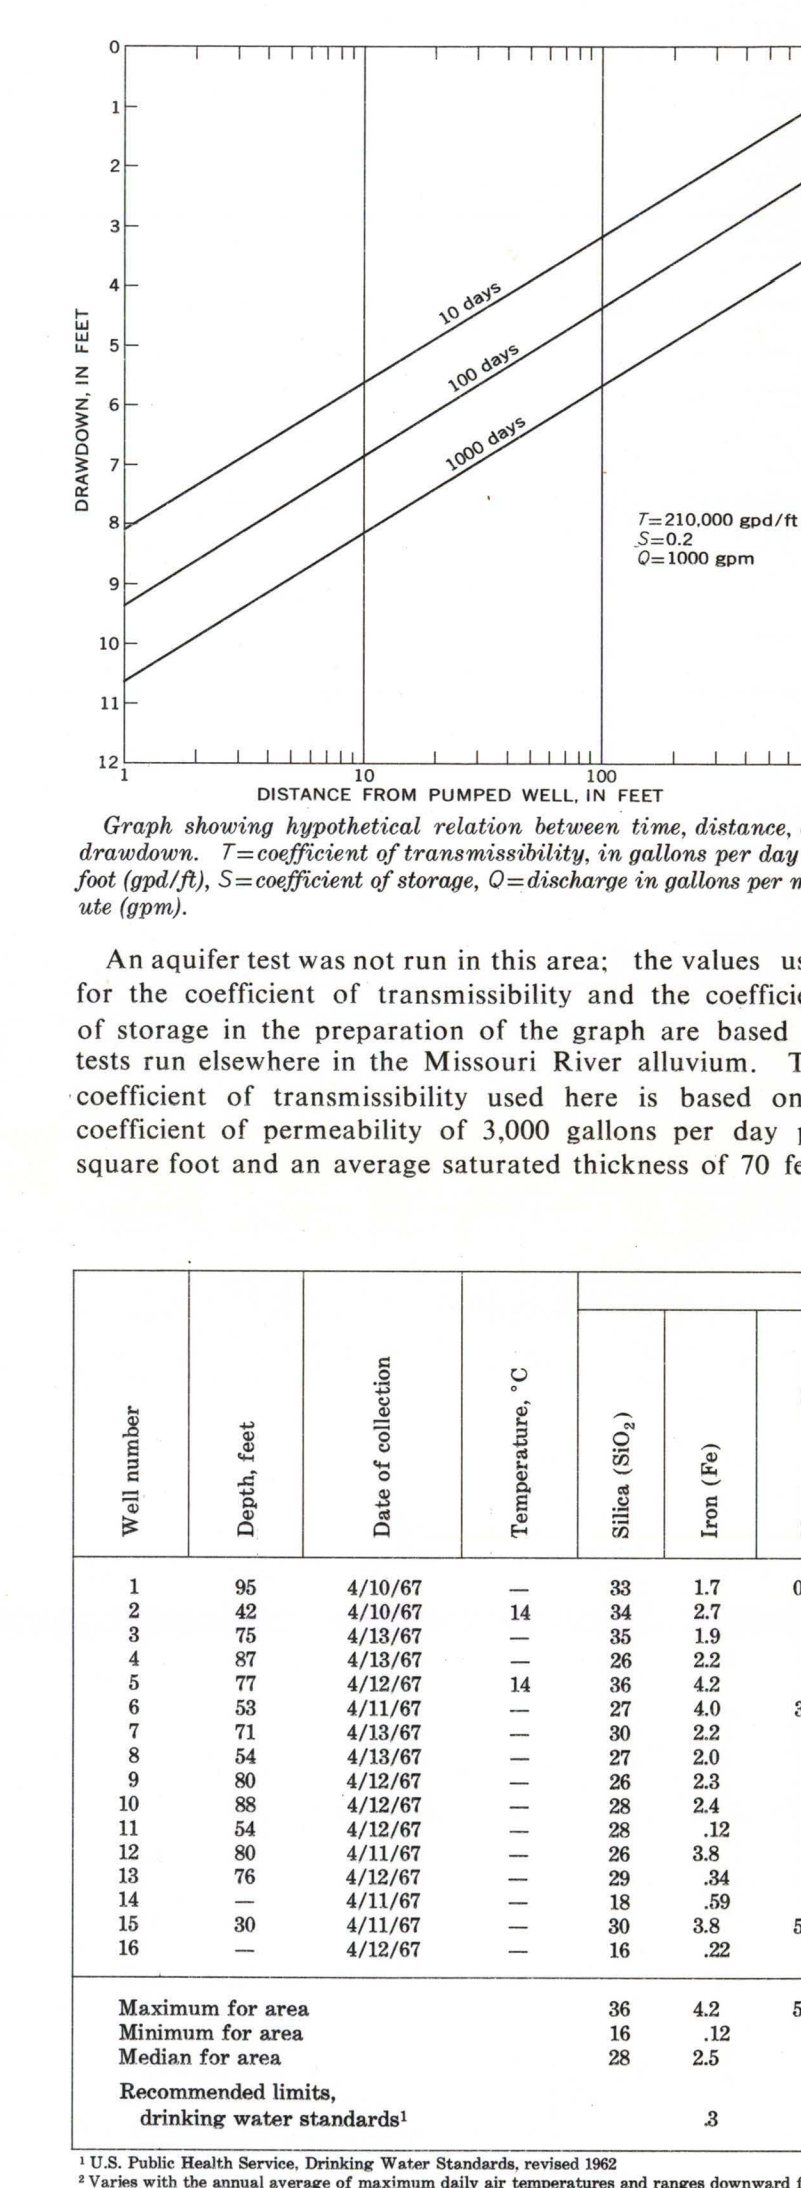 0
1
2
3
4
5
6
7
8
9
10
11
12
DRAWDOWN, IN FEET
10 days
100 days
1000 days
T=210,000 gpd/ft
S=0.2
Q=1000 gpm
1 10 100
DISTANCE FROM PUMPED WELL, IN FEET
Graph showing hypothetical relation between time, distance,
drawdown. T=coefficient of transmissibility, in gallons per day
foot (gpd/ft), S=coefficient of storage, Q=discharge in gallons per
ute (gpm).
An aquifer test was not run in this area; the values
for the coefficient of transmissibility and the
of storage in the preparation of the graph are based
tests run elsewhere in the Missouri River alluvium.
coefficient of transmissibility used here is based on
coefficient of permeability of 3,000 gallons per day
square foot and an average saturated thickness of 70
Well number Depth, feet Date of collection Temperature, °C Silica (SiO2) Iron (Fe)
1 95 4/10/67 — 33 1.7
2 42 4/10/67 14 34 2.7
3 75 4/13/67 — 35 1.9
4 87 4/13/67 — 26 2.2
5 77 4/12/67 14 36 4.2
6 53 4/11/67 — 27 4.0
7 71 4/13/67 — 30 2.2
8 54 4/13/67 — 27 2.0
9 80 4/12/67 — 26 2.3
10 88 4/12/67 — 28 2.4
11 54 4/12/67 — 28 .12
12 80 4/11/67 — 26 3.8
13 76 4/12/67 — 29 .34
14 — 4/11/67 — 18 .59
15 30 4/11/67 — 30 3.8
16 — 4/12/67 — 16 .22
Maximum for area 36 4.2
Minimum for area 16 .12
Median for area 28 2.5
Recommended limits,
drinking water standards1 .3
1 U.S. Public Health Service, Drinking Water Standards, revised 1962
2 Varies with the annual average of maximum daily air temperatures and ranges downward